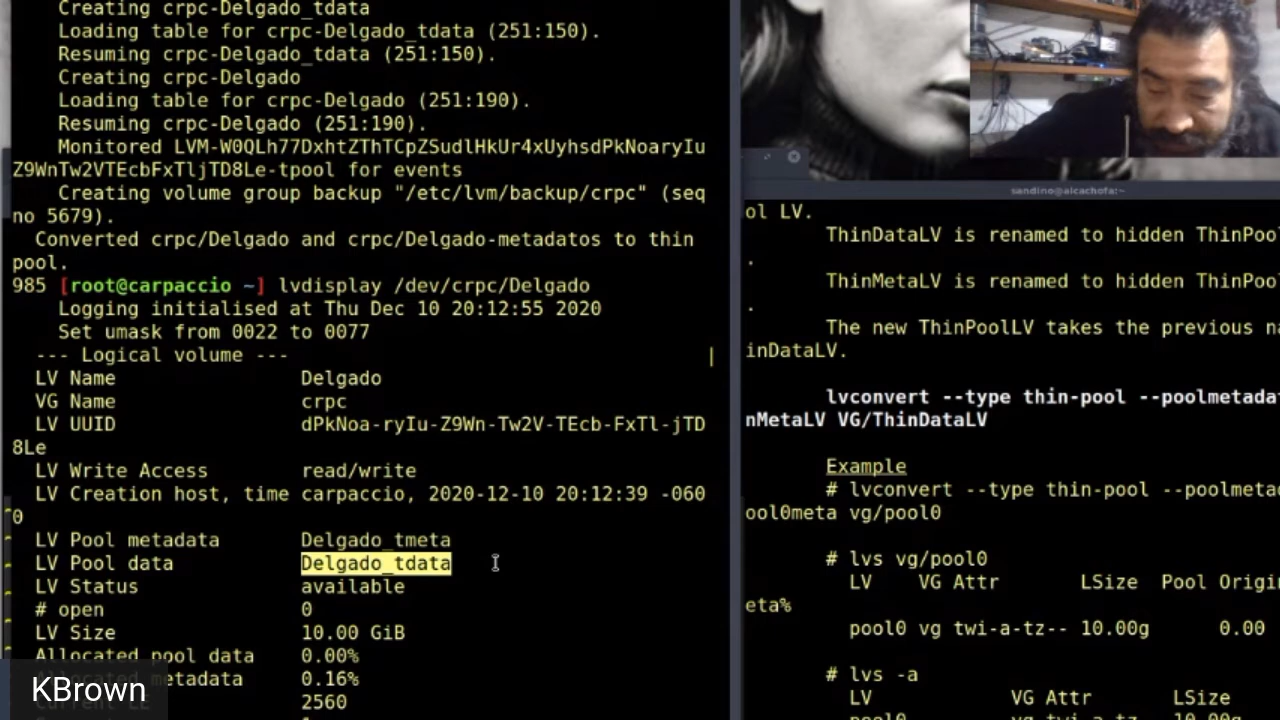 Creating crpc-Delgado_tdata
Loading table for crpc-Delgado_tdata (251:150).
Resuming crpc-Delgado_tdata (251:150).
Creating crpc-Delgado
Loading table for crpc-Delgado (251:190).
Resuming crpc-Delgado (251:190).
Monitored LVM-W0QLh77DxhtZThTCpZSudlHkUr4xUyhsdPkNoaryIu
Z9WnTw2VTEcbFxTljTD8Le-tpool for events
Creating volume group backup "/etc/lvm/backup/crpc" (seq
no 5679).
Converted crpc/Delgado and crpc/Delgado-metadatos to thin
pool.
985 [root@carpaccio ~] lvdisplay /dev/crpc/Delgado
Logging initialised at Thu Dec 10 20:12:55 2020
Set umask from 0022 to 0077
--- Logical volume ---
LV Name Delgado
VG Name crpc
LV UUID dPkNoa-ryIu-Z9Wn-Tw2V-TEcb-FxTl-jTD
8Le
LV Write Access read/write
LV Creation host, time carpaccio, 2020-12-10 20:12:39 -060
0
LV Pool metadata Delgado_tmeta
LV Pool data Delgado_tdata
LV Status available
# open 0
LV Size 10.00 GiB
Allocated pool data 0.00%
metadata 0.16%
2560
KBrown
sandino@alcachofa:~
ol LV.
ThinDataLV is renamed to hidden ThinPool
.
ThinMetaLV is renamed to hidden ThinPoo
.
The new ThinPoolLV takes the previous na
inDataLV.
lvconvert --type thin-pool --poolmetadat
nMetaLV VG/ThinDataLV
Example
# lvconvert --type thin-pool --poolmetad
ool0meta vg/pool0
# lvs vg/pool0
LV VG Attr LSize Pool Origi
eta%
pool0 vg twi-a-tz-- 10.00g 0.00
# lvs -a
LV VG Attr LSize